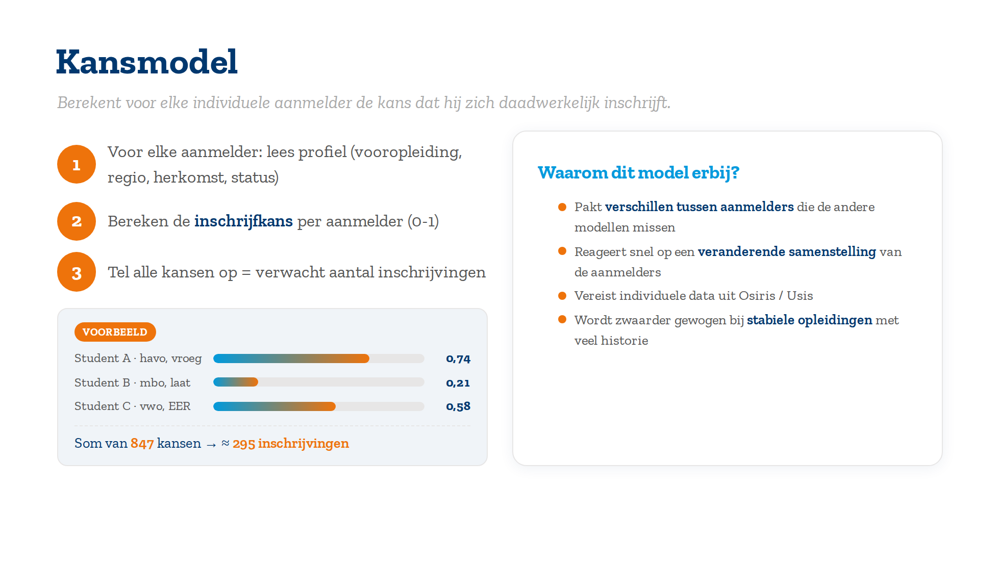 Kansmodel
Berekent voor elke individuele aanmelder de kans dat hij zich daadwerkelijk inschrijft.
1
Voor elke aanmelder: lees profiel (vooropleiding,
regio, herkomst, status)
2
Bereken de inschrijfkans per aanmelder (0-1)
3
Tel alle kansen op = verwacht aantal inschrijvingen
VOORBEELD
Student A · havo, vroeg 0,74
Student B · mbo, laat 0,21
Student C · vwo, EER 0,58
Som van 847 kansen → ≈ 295 inschrijvingen
Waarom dit model erbij?
Pakt verschillen tussen aanmelders die de andere
modellen missen
Reageert snel op een veranderende samenstelling van
de aanmelders
Vereist individuele data uit Osiris / Usis
Wordt zwaarder gewogen bij stabiele opleidingen met
veel historie